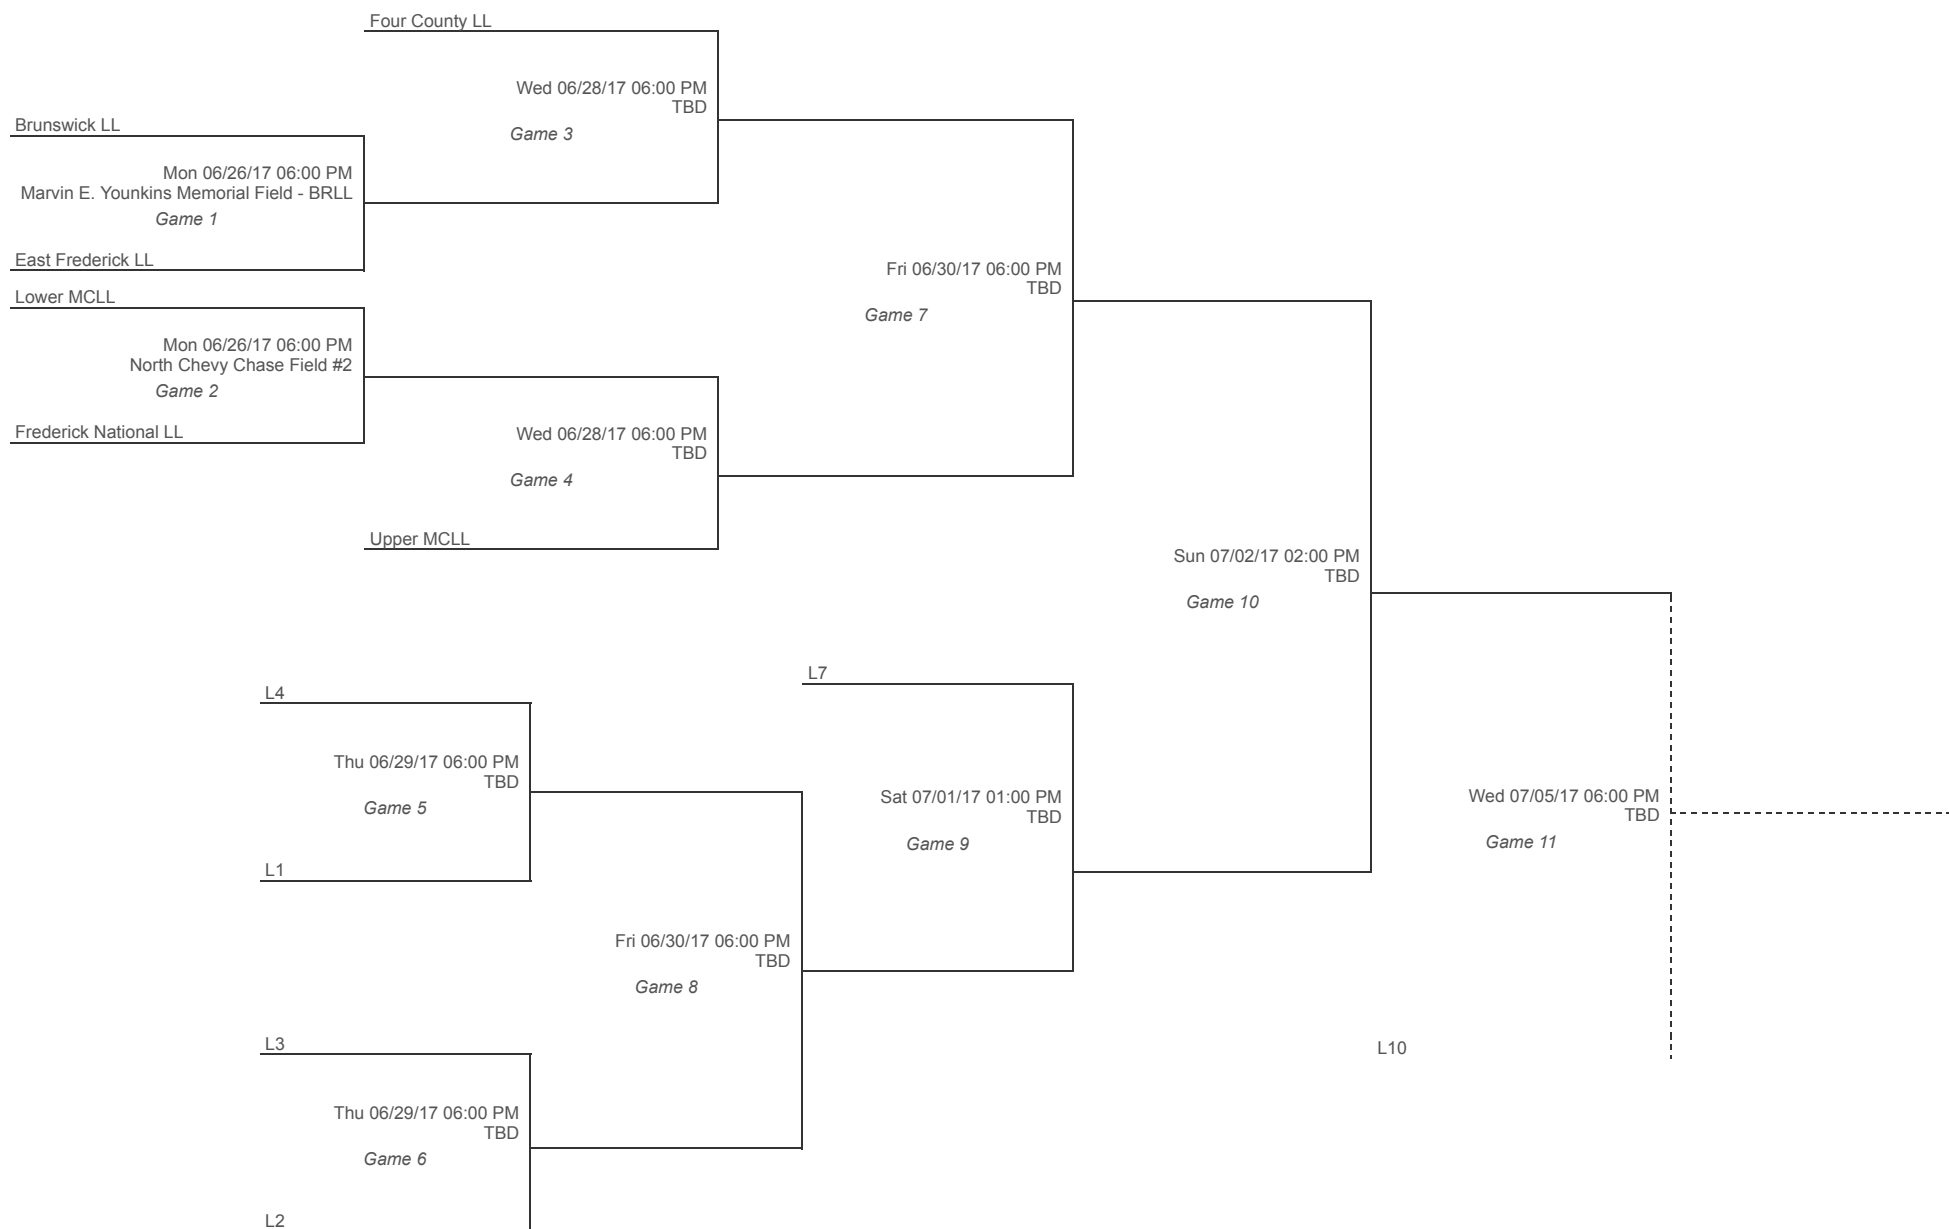 Four County LL
Wed 06/28/17 06:00 PM
TBD
Game 3
Brunswick LL
Mon 06/26/17 06:00 PM
Marvin E. Younkins Memorial Field - BRLL
Game 1
East Frederick LL
Lower MCLL
Mon 06/26/17 06:00 PM
North Chevy Chase Field #2
Game 2
Frederick National LL
Fri 06/30/17 06:00 PM
TBD
Game 7
Wed 06/28/17 06:00 PM
TBD
Game 4
Upper MCLL
Sun 07/02/17 02:00 PM
TBD
Game 10
L7
L4
Thu 06/29/17 06:00 PM
TBD
Game 5
L1
Sat 07/01/17 01:00 PM
TBD
Game 9
Wed 07/05/17 06:00 PM
TBD
Game 11
Fri 06/30/17 06:00 PM
TBD
Game 8
L3
L10
Thu 06/29/17 06:00 PM
TBD
Game 6
L2